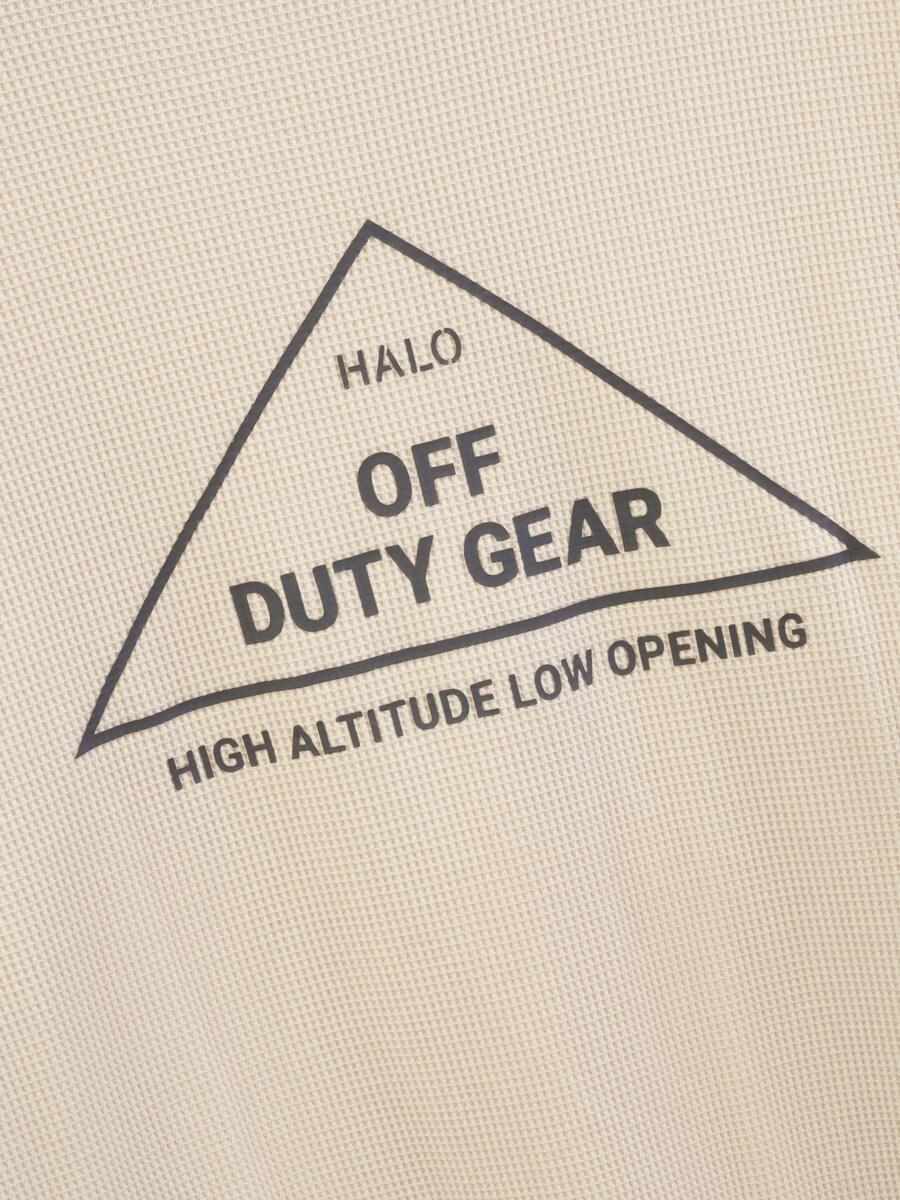 HALO
OFF
DUTY GEAR
HIGH ALTITUDE LOW OPENING